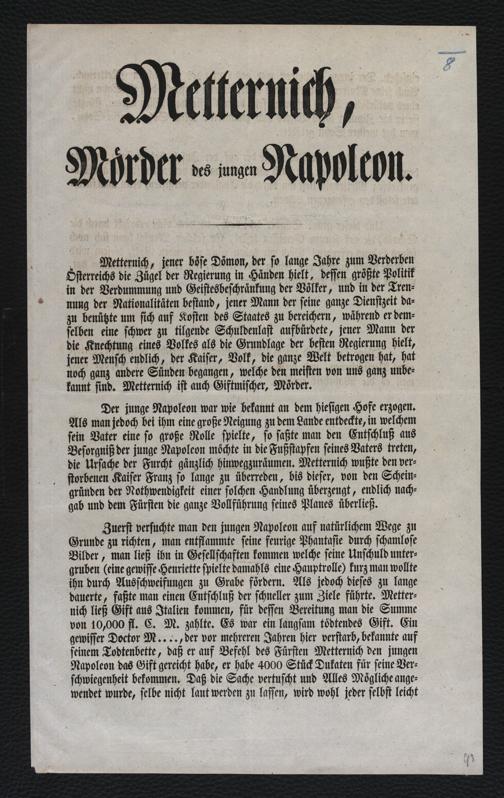 8
Metternich,
Mörder des jungen Napoleon.
Metternich, jener böse Dömon, der so lange Jahre zum Verderben
Österreichs die Zügel der Regierung in Händen hielt, dessen größte Politik
in der Verdummung und Geistesbeschränkung der Völker, und in der Tren-
nung der Nationalitäten bestand, jener Mann der seine ganze Dienstzeit da-
zu benützte um sich auf Kosten des Staates zu bereichern, während er dem-
selben eine schwer zu tilgende Schuldenlast aufbürdete, jener Mann der
die Knechtung eines Volkes als die Grundlage der besten Regierung hielt,
jener Mensch endlich, der Kaiser, Volk, die ganze Welt betrogen hat, hat
noch ganz andere Sünden begangen, welche den meisten von uns ganz unbe-
kannt sind. Metternich ist auch Giftmischer, Mörder.
Der junge Napoleon war wie bekannt an dem hiesigen Hofe erzogen.
Als man jedoch bei ihm eine große Neigung zu dem Lande entdeckte, in welchem
sein Vater eine so große Rolle spielte, so faßte man den Entschluß aus
Besorgniß der junge Napoleon möchte in die Fußstapfen seines Vaters treten,
die Ursache der Furcht gänzlich hinwegzuräumen. Metternich wußte den ver-
storbenen Kaiser Franz so lange zu überreden, bis dieser, von den Schein-
gründen der Nothwendigkeit einer solchen Handlung überzeugt, endlich nach-
gab und dem Fürsten die ganze Vollführung seines Planes überließ.
Zuerst versuchte man den jungen Napoleon auf natürlichem Wege zu
Grunde zu richten, man entflammte seine feurige Phantasie durch schamlose
Bilder, man ließ ihn in Gesellschaften kommen welche seine Unschuld unter-
gruben (eine gewisse Henriette spielte damahls eine Hauptrolle) kurz man wollte
ihn durch Ausschweifungen zu Grabe fördern. Als jedoch dieses zu lange
dauerte, faßte man einen Entschluß der schneller zum Ziele führte. Metter-
nich ließ Gift aus Italien kommen, für dessen Bereitung man die Summe
von 10,000 fl. C. M. zahlte. Es war ein langsam tödtendes Gift. Ein
gewisser Doctor M...., der vor mehreren Jahren hier verstarb, bekannte auf
seinem Todtenbette, daß er auf Befehl des Fürsten Metternich den jungen
Napoleon das Gift gereicht habe, er habe 4000 Stück Dukaten für seine Ver-
schwiegenheit bekommen. Daß die Sache vertuscht und Alles Mögliche ange-
wendet wurde, selbe nicht laut werden zu lassen, wird wohl jeder selbst leicht